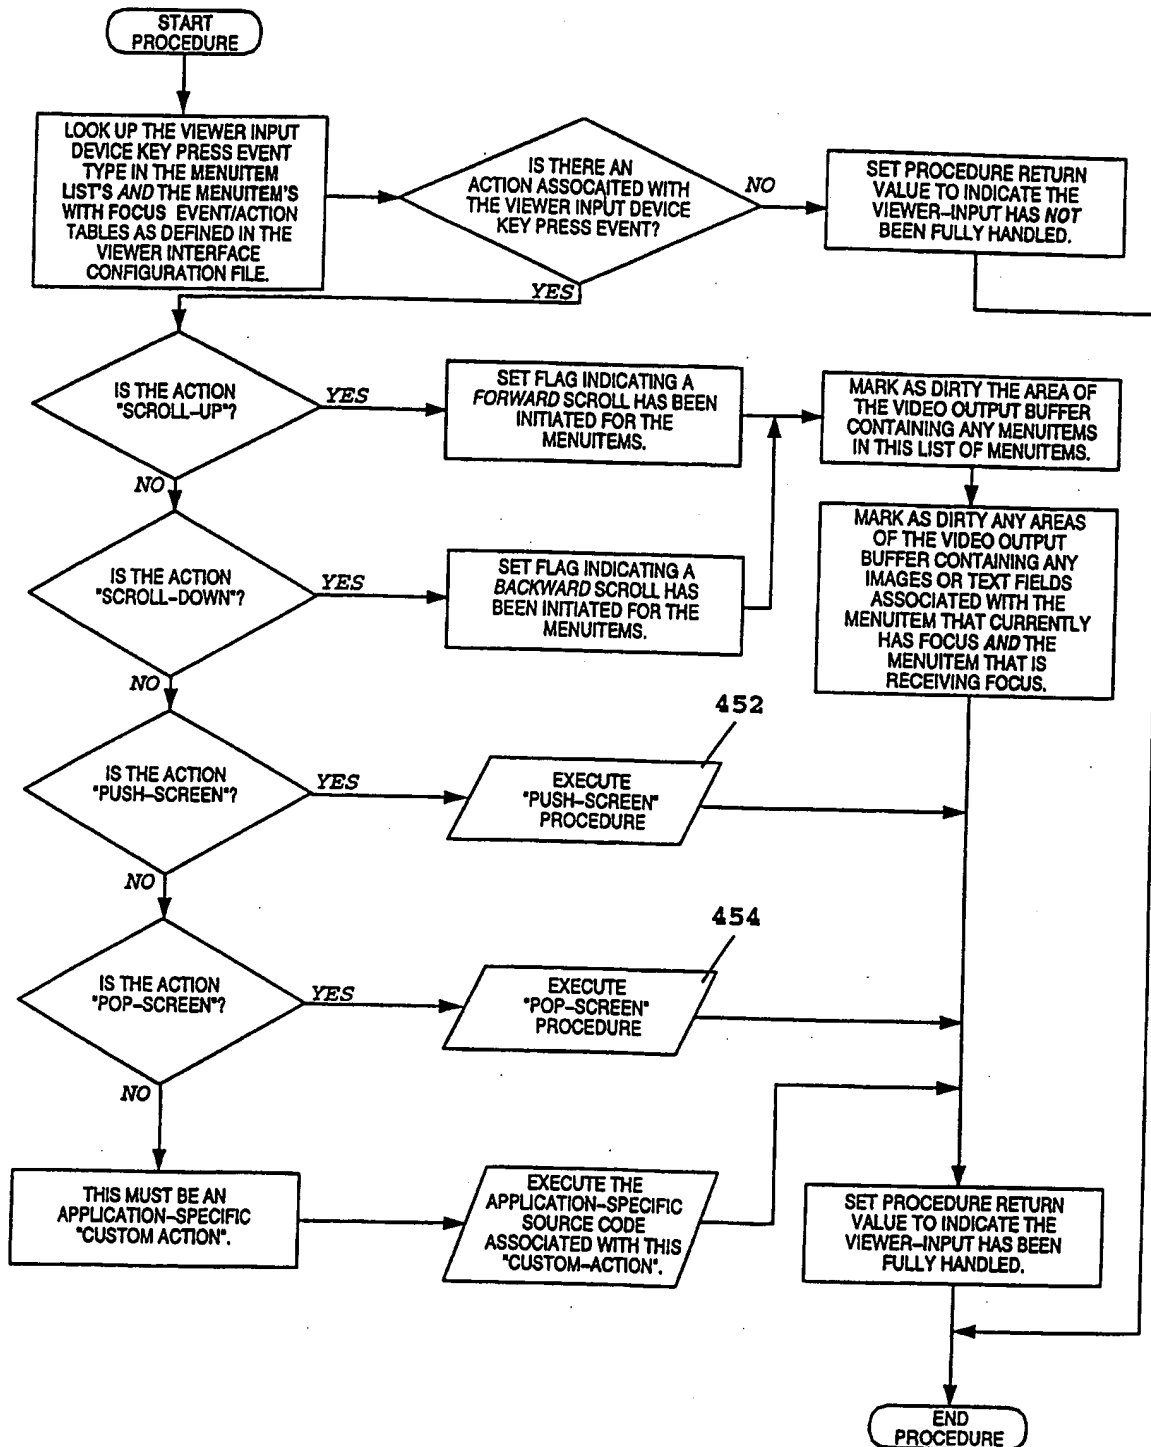 START
PROCEDURE
LOOK UP THE VIEWER INPUT
DEVICE KEY PRESS EVENT
TYPE IN THE MENUITEM
LIST'S AND THE MENUITEM'S
WITH FOCUS EVENT/ACTION
TABLES AS DEFINED IN THE
VIEWER INTERFACE
CONFIGURATION FILE.
IS THERE AN
ACTION ASSOCAITED WITH
THE VIEWER INPUT DEVICE
KEY PRESS EVENT?
NO
SET PROCEDURE RETURN
VALUE TO INDICATE THE
VIEWER-INPUT HAS NOT
BEEN FULLY HANDLED.
YES
IS THE ACTION
"SCROLL-UP"?
YES
SET FLAG INDICATING A
FORWARD SCROLL HAS BEEN
INITIATED FOR THE
MENUITEMS.
MARK AS DIRTY THE AREA OF
THE VIDEO OUTPUT BUFFER
CONTAINING ANY MENUITEMS
IN THIS LIST OF MENUITEMS.
NO
IS THE ACTION
"SCROLL-DOWN"?
YES
SET FLAG INDICATING A
BACKWARD SCROLL HAS
BEEN INITIATED FOR THE
MENUITEMS.
MARK AS DIRTY ANY AREAS
OF THE VIDEO OUTPUT
BUFFER CONTAINING ANY
IMAGES OR TEXT FIELDS
ASSOCIATED WITH THE
MENUITEM THAT CURRENTLY
HAS FOCUS AND THE
MENUITEM THAT IS
RECEIVING FOCUS.
NO
IS THE ACTION
"PUSH-SCREEN"?
YES
452
EXECUTE
"PUSH-SCREEN"
PROCEDURE
NO
IS THE ACTION
"POP-SCREEN"?
YES
454
EXECUTE
"POP-SCREEN"
PROCEDURE
NO
THIS MUST BE AN
APPLICATION-SPECIFIC
"CUSTOM ACTION".
EXECUTE THE
APPLICATION-SPECIFIC
SOURCE CODE
ASSOCIATED WITH THIS
"CUSTOM-ACTION".
SET PROCEDURE RETURN
VALUE TO INDICATE THE
VIEWER-INPUT HAS BEEN
FULLY HANDLED.
END
PROCEDURE